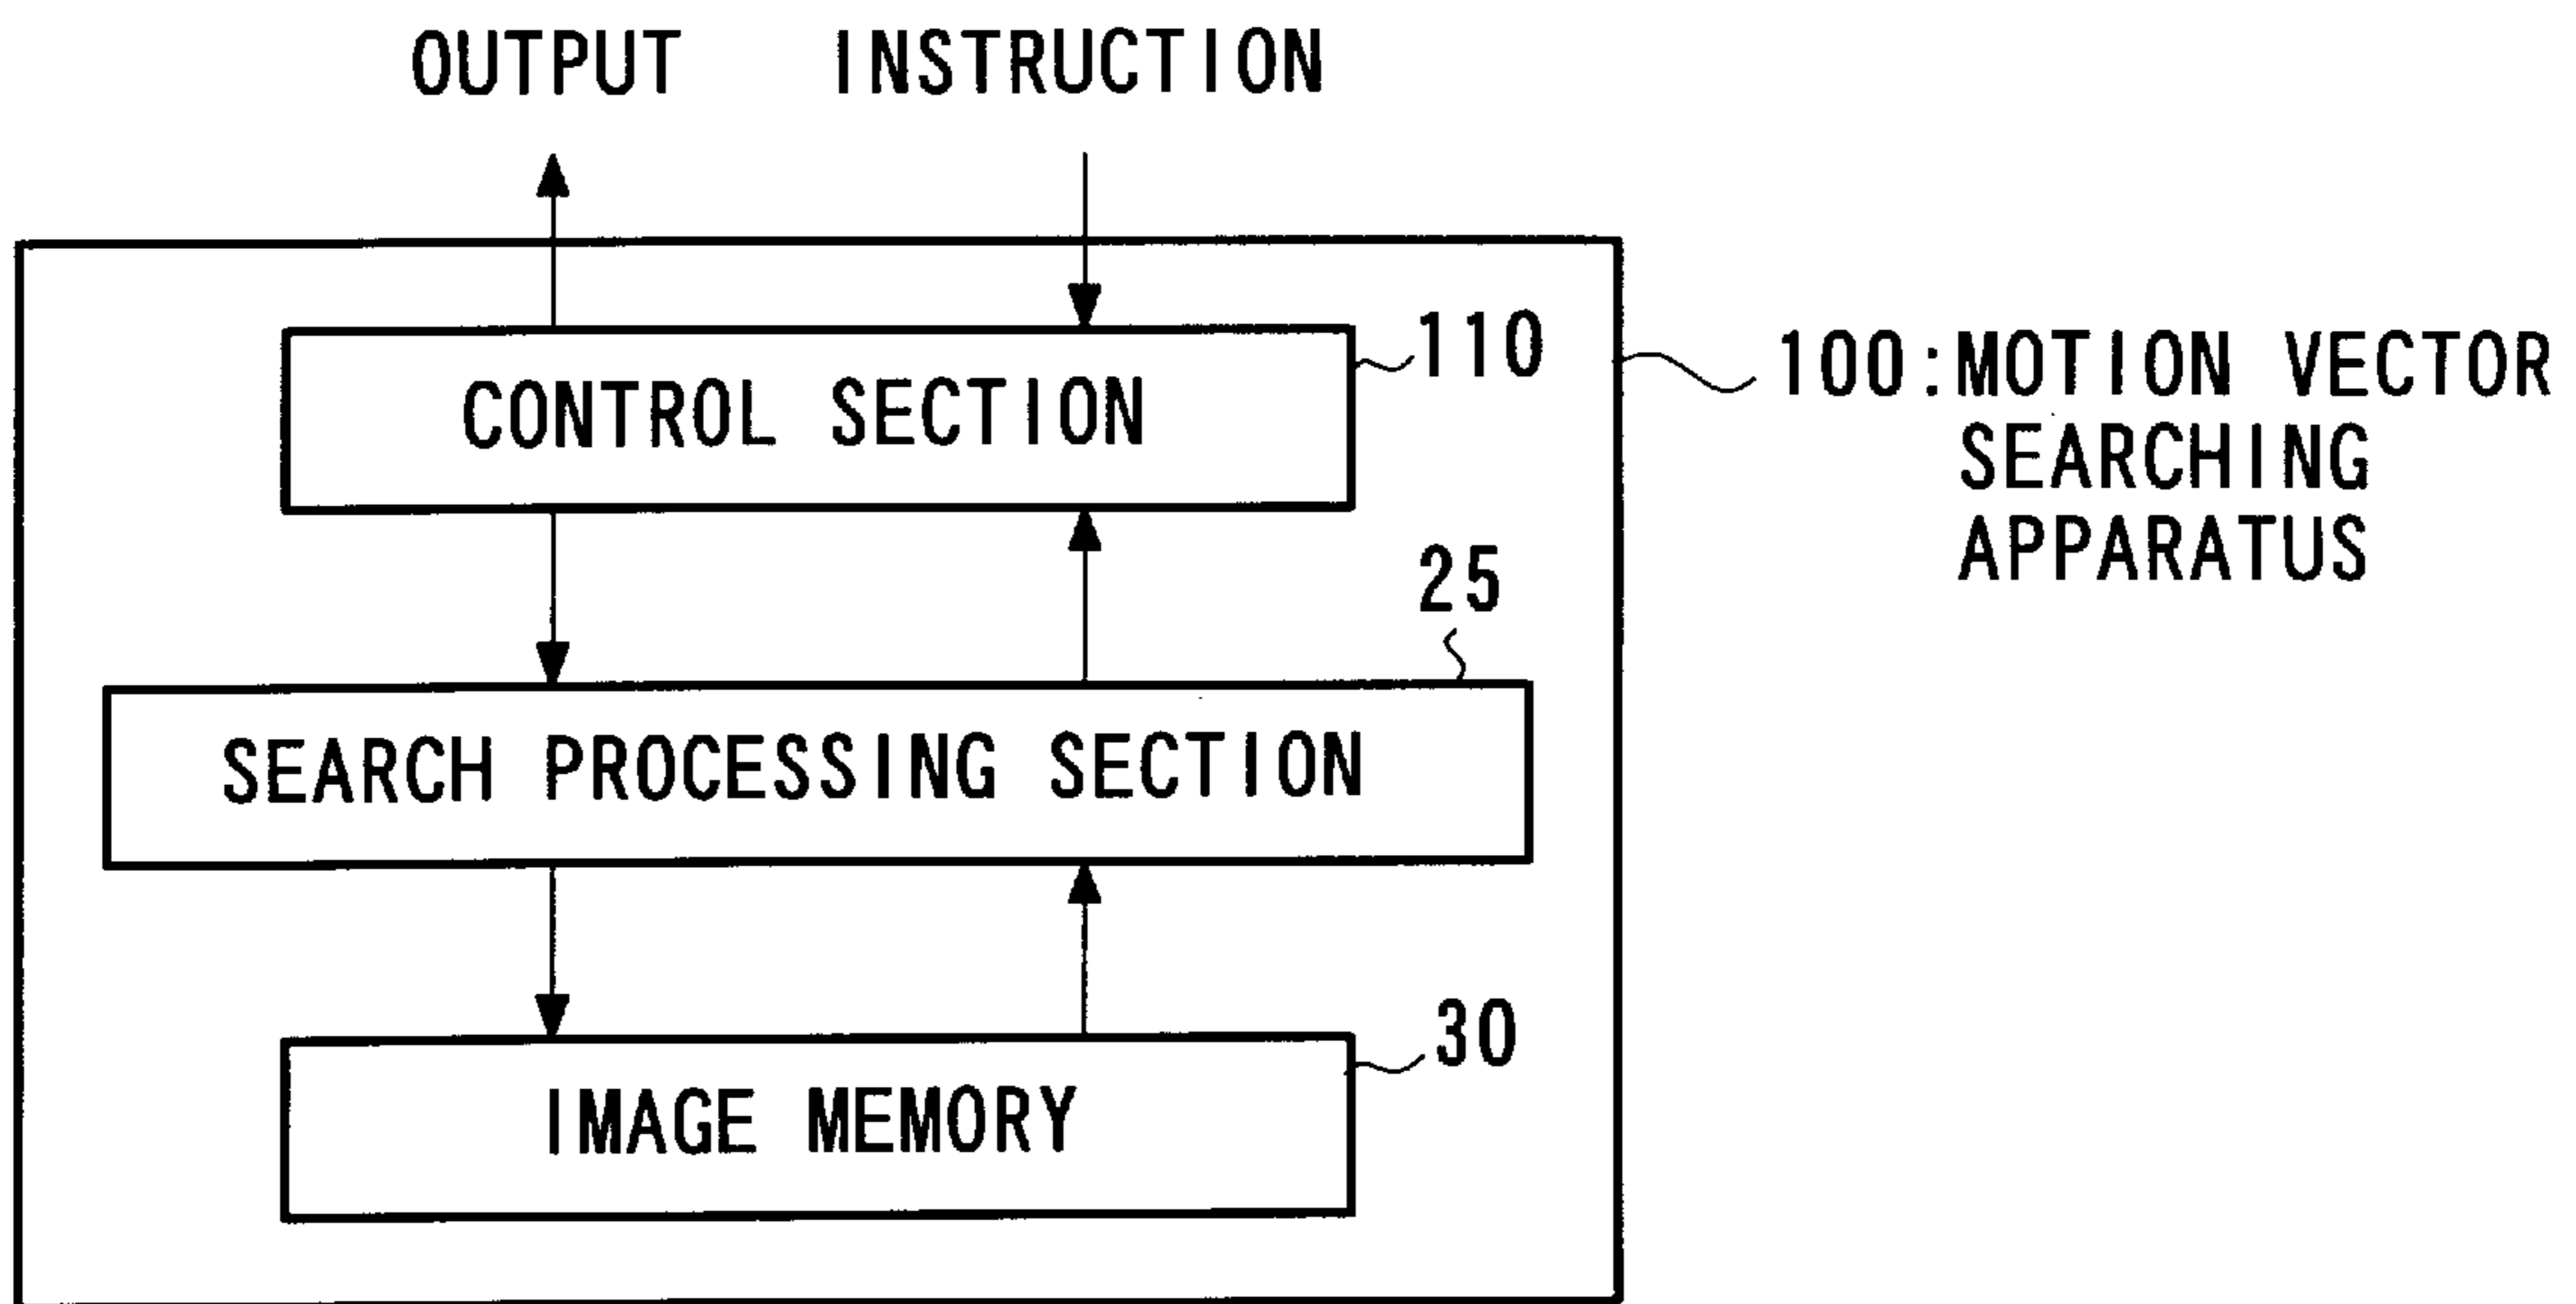 OUTPUT INSTRUCTION
110
CONTROL SECTION
100:MOTION VECTOR
SEARCHING
APPARATUS
25
SEARCH PROCESSING SECTION
30
IMAGE MEMORY